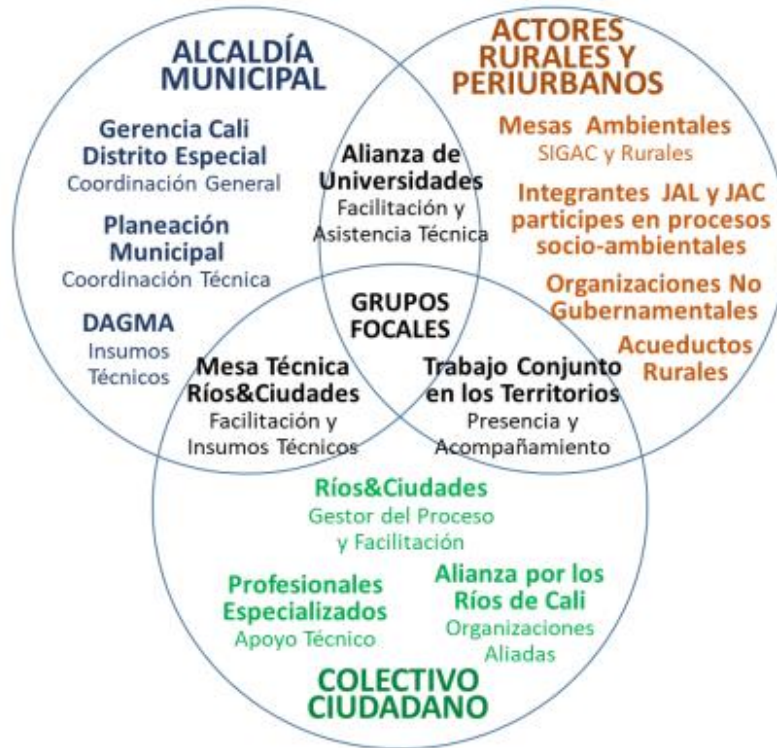 ALCALDÍA
MUNICIPAL
Gerencia Cali
Distrito Especial
Coordinación General
Planeación
Municipal
Coordinación Técnica
DAGMA
Insumos
Técnicos
ACTORES
RURALES Y
PERIURBANOS
Mesas Ambientales
SIGAC y Rurales
Integrantes JAL y JAC
participes en procesos
socio-ambientales
Organizaciones No
Gubernamentales
Acueductos
Rurales
Alianza de
Universidades
Facilitación y
Asistencia Técnica
GRUPOS
FOCALES
Mesa Técnica
Ríos&Ciudades
Facilitación y
Insumos Técnicos
Trabajo Conjunto
en los Territorios
Presencia y
Acompañamiento
Ríos&Ciudades
Gestor del Proceso
y Facilitación
Profesionales
Especializados
Apoyo Técnico
Alianza por los
Ríos de Cali
Organizaciones
Aliadas
COLECTIVO
CIUDADANO